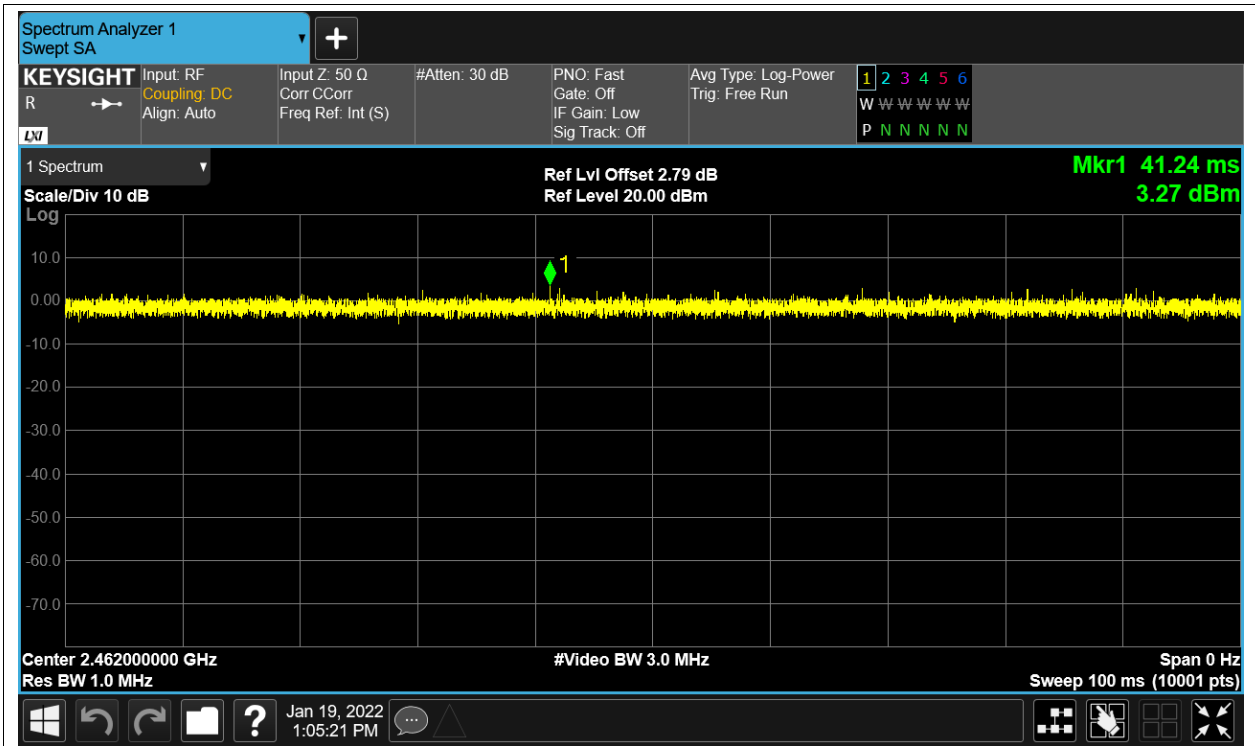 Spectrum Analyzer 1
Swept SA
+
KEYSIGHT Input: RF Input Z: 50 Ω #Atten: 30 dB PNO: Fast Avg Type: Log-Power 1 2 3 4 5 6
R Coupling: DC Corr CCorr Gate: Off Trig: Free Run W W W W W W
Align: Auto Freq Ref: Int (S) IF Gain: Low
LXI Sig Track: Off P N N N N N
1 Spectrum Ref Lvl Offset 2.79 dB Mkr1 41.24 ms
Scale/Div 10 dB Ref Level 20.00 dBm 3.27 dBm
Log
10.0
1
0.00
-10.0
-20.0
-30.0
-40.0
-50.0
-60.0
-70.0
Center 2.462000000 GHz #Video BW 3.0 MHz Span 0 Hz
Res BW 1.0 MHz Sweep 100 ms (10001 pts)
? Jan 19, 2022
1:05:21 PM